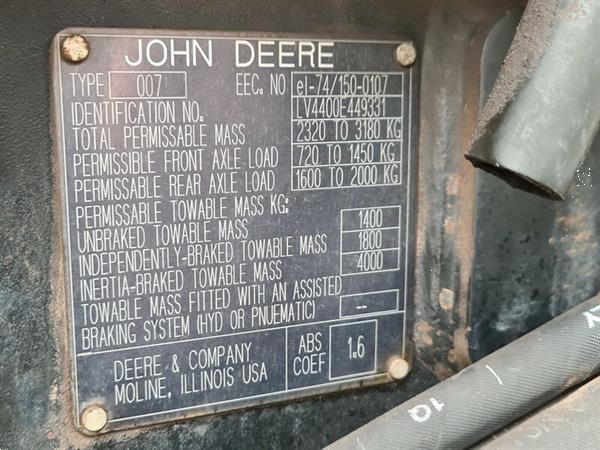 JOHN DEERE
TYPE 007 EEC. NO e1-74/150-0107
IDENTIFICATION NO. LV4400E449331
TOTAL PERMISSABLE MASS 2320 TO 3180 KG
PERMISSIBLE FRONT AXLE LOAD 720 TO 1450 KG
PERMISSABLE REAR AXLE LOAD 1600 TO 2000 KG
PERMISSABLE TOWABLE MASS KG:
UNBRAKED TOWABLE MASS 1400
INDEPENDENTLY-BRAKED TOWABLE MASS 1800
INERTIA-BRAKED TOWABLE MASS 4000
TOWABLE MASS FITTED WITH AN ASSISTED
BRAKING SYSTEM (HYD OR PNUEMATIC) --
DEERE & COMPANY
MOLINE, ILLINOIS USA
ABS
COEF
1.6
1Q